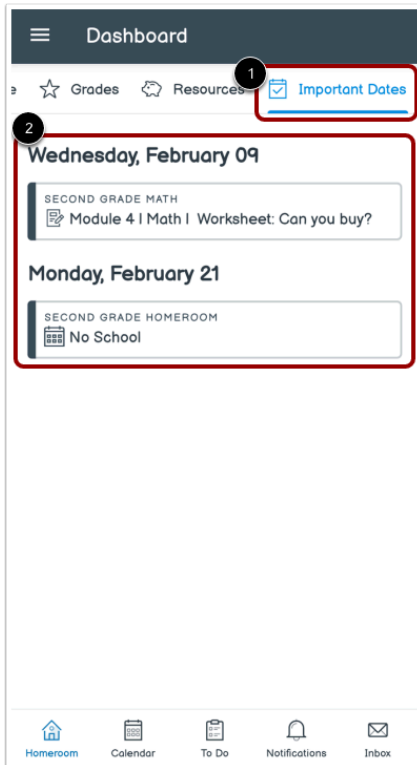 Dashboard
e Grades Resources 1 Important Dates
2
Wednesday, February 09
SECOND GRADE MATH
Module 4 | Math | Worksheet: Can you buy?
Monday, February 21
SECOND GRADE HOMEROOM
No School
Homeroom Calendar To Do Notifications Inbox